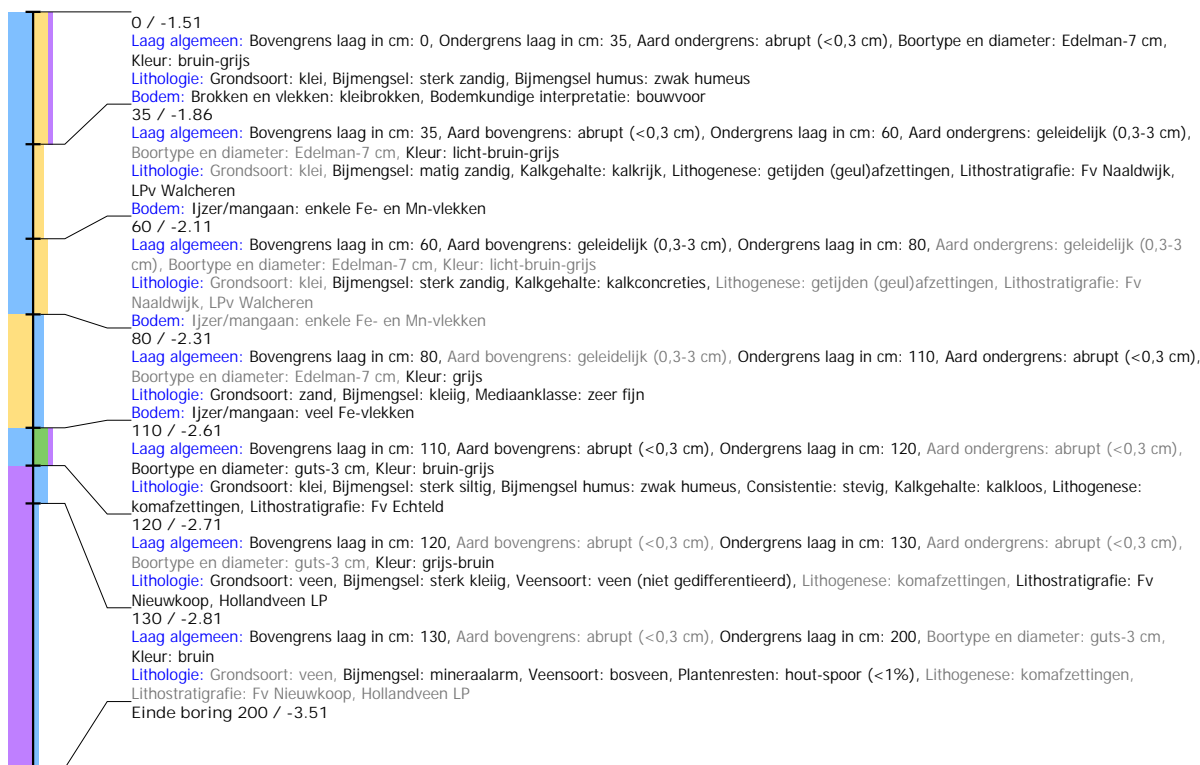 0 / -1.51
Laag algemeen: Bovengrens laag in cm: 0, Ondergrens laag in cm: 35, Aard ondergrens: abrupt (<0,3 cm), Boortype en diameter: Edelman-7 cm,
Kleur: bruin-grijs
Lithologie: Grondsoort: klei, Bijmengsel: sterk zandig, Bijmengsel humus: zwak humeus
Bodem: Brokken en vlekken: kleibrokken, Bodemkundige interpretatie: bouwvoor
35 / -1.86
Laag algemeen: Bovengrens laag in cm: 35, Aard bovengrens: abrupt (<0,3 cm), Ondergrens laag in cm: 60, Aard ondergrens: geleidelijk (0,3-3 cm),
Boortype en diameter: Edelman-7 cm, Kleur: licht-bruin-grijs
Lithologie: Grondsoort: klei, Bijmengsel: matig zandig, Kalkgehalte: kalkrijk, Lithogenese: getijden (geul)afzettingen, Lithostratigrafie: Fv Naaldwijk,
LPv Walcheren
Bodem: Ijzer/mangaan: enkele Fe- en Mn-vlekken
60 / -2.11
Laag algemeen: Bovengrens laag in cm: 60, Aard bovengrens: geleidelijk (0,3-3 cm), Ondergrens laag in cm: 80, Aard ondergrens: geleidelijk (0,3-3
cm), Boortype en diameter: Edelman-7 cm, Kleur: licht-bruin-grijs
Lithologie: Grondsoort: klei, Bijmengsel: sterk zandig, Kalkgehalte: kalkconcreties, Lithogenese: getijden (geul)afzettingen, Lithostratigrafie: Fv
Naaldwijk, LPv Walcheren
Bodem: Ijzer/mangaan: enkele Fe- en Mn-vlekken
80 / -2.31
Laag algemeen: Bovengrens laag in cm: 80, Aard bovengrens: geleidelijk (0,3-3 cm), Ondergrens laag in cm: 110, Aard ondergrens: abrupt (<0,3 cm),
Boortype en diameter: Edelman-7 cm, Kleur: grijs
Lithologie: Grondsoort: zand, Bijmengsel: kleiig, Mediaanklasse: zeer fijn
Bodem: Ijzer/mangaan: veel Fe-vlekken
110 / -2.61
Laag algemeen: Bovengrens laag in cm: 110, Aard bovengrens: abrupt (<0,3 cm), Ondergrens laag in cm: 120, Aard ondergrens: abrupt (<0,3 cm),
Boortype en diameter: guts-3 cm, Kleur: bruin-grijs
Lithologie: Grondsoort: klei, Bijmengsel: sterk siltig, Bijmengsel humus: zwak humeus, Consistentie: stevig, Kalkgehalte: kalkloos, Lithogenese:
komafzettingen, Lithostratigrafie: Fv Echteld
120 / -2.71
Laag algemeen: Bovengrens laag in cm: 120, Aard bovengrens: abrupt (<0,3 cm), Ondergrens laag in cm: 130, Aard ondergrens: abrupt (<0,3 cm),
Boortype en diameter: guts-3 cm, Kleur: grijs-bruin
Lithologie: Grondsoort: veen, Bijmengsel: sterk kleiig, Veensoort: veen (niet gedifferentieerd), Lithogenese: komafzettingen, Lithostratigrafie: Fv
Nieuwkoop, Hollandveen LP
130 / -2.81
Laag algemeen: Bovengrens laag in cm: 130, Aard bovengrens: abrupt (<0,3 cm), Ondergrens laag in cm: 200, Boortype en diameter: guts-3 cm,
Kleur: bruin
Lithologie: Grondsoort: veen, Bijmengsel: mineraalarm, Veensoort: bosveen, Plantenresten: hout-spoor (<1%), Lithogenese: komafzettingen,
Lithostratigrafie: Fv Nieuwkoop, Hollandveen LP
Einde boring 200 / -3.51